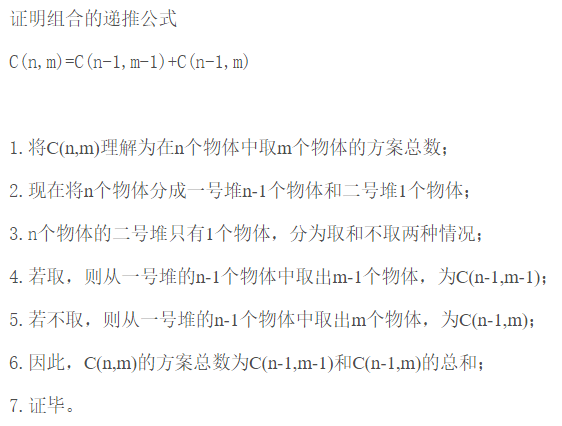 证明组合的递推公式
C(n,m)=C(n-1,m-1)+C(n-1,m)
1.将C(n,m)理解为在n个物体中取m个物体的方案总数；
2.现在将n个物体分成一号堆n-1个物体和二号堆1个物体；
3.n个物体的二号堆只有1个物体，分为取和不取两种情况；
4.若取，则从一号堆的n-1个物体中取出m-1个物体，为C(n-1,m-1)；
5.若不取，则从一号堆的n-1个物体中取出m个物体，为C(n-1,m)；
6.因此，C(n,m)的方案总数为C(n-1,m-1)和C(n-1,m)的总和；
7.证毕。